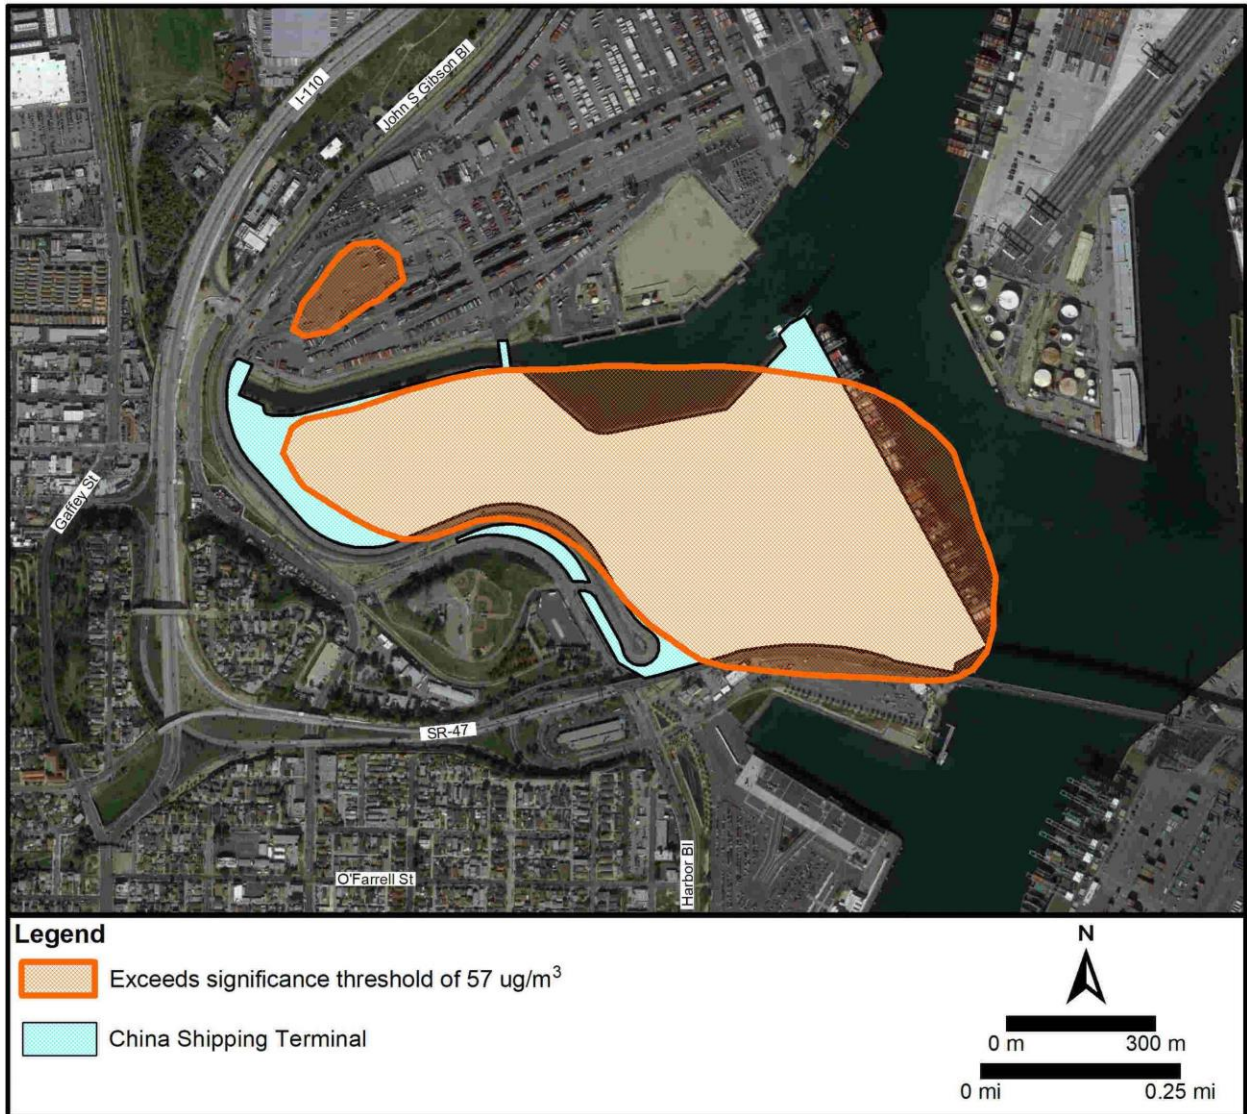 I-110
John S Gibson Bl
Gaffey St
SR-47
O'Farrell St
Harbor Bl
Legend
Exceeds significance threshold of 57 ug/m³
China Shipping Terminal
N
0 m 300 m
0 mi 0.25 mi